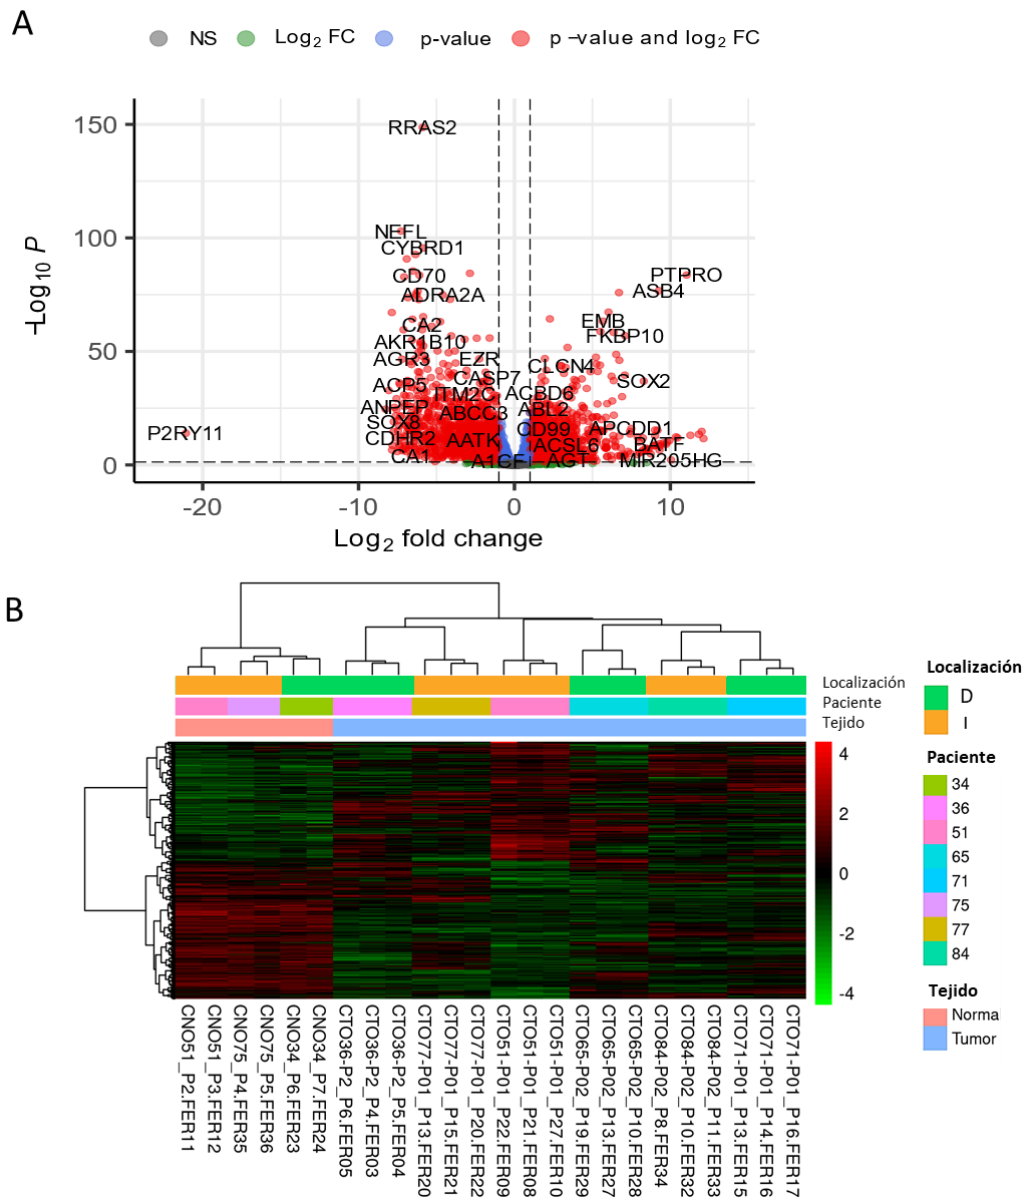 A
NS Log2 FC p-value p –value and log2 FC
150
RRAS2
100
NEFL
CYBRD1
CD70
PTPRO
ADRA2A
ASB4
CA2
EMB
AKR1B10
FKBP10
50
AGR3
EZR
CLCN4
ACP5
CASP7
SOX2
ITM2C
ACBD6
ANPEP
ABCC3
ABL2
SOX8
CD99
APCDD1
P2RY11
CDHR2
AATK
ACSL6
BATF
CA1
A1CF
AGT
MIR205HG
0
–Log10 P
-20 -10 0 10
Log2 fold change
B
Localización
Paciente
Tejido
4
2
0
-2
-4
Localización
D
I
Paciente
34
36
51
65
71
75
77
84
Tejido
Normal
Tumor
CNO51_P2.FER11
CNO51_P3.FER12
CNO75_P4.FER35
CNO75_P5.FER36
CNO34_P6.FER23
CNO34_P7.FER24
CTO36-P2_P6.FER05
CTO36-P2_P4.FER03
CTO36-P2_P5.FER04
CTO77-P01_P13.FER20
CTO77-P01_P15.FER21
CTO77-P01_P20.FER22
CTO51-P01_P22.FER09
CTO51-P01_P21.FER08
CTO51-P01_P27.FER10
CTO65-P02_P19.FER29
CTO65-P02_P13.FER27
CTO65-P02_P10.FER28
CTO84-P02_P8.FER34
CTO84-P02_P10.FER32
CTO84-P02_P11.FER33
CTO71-P01_P13.FER15
CTO71-P01_P14.FER16
CTO71-P01_P16.FER17